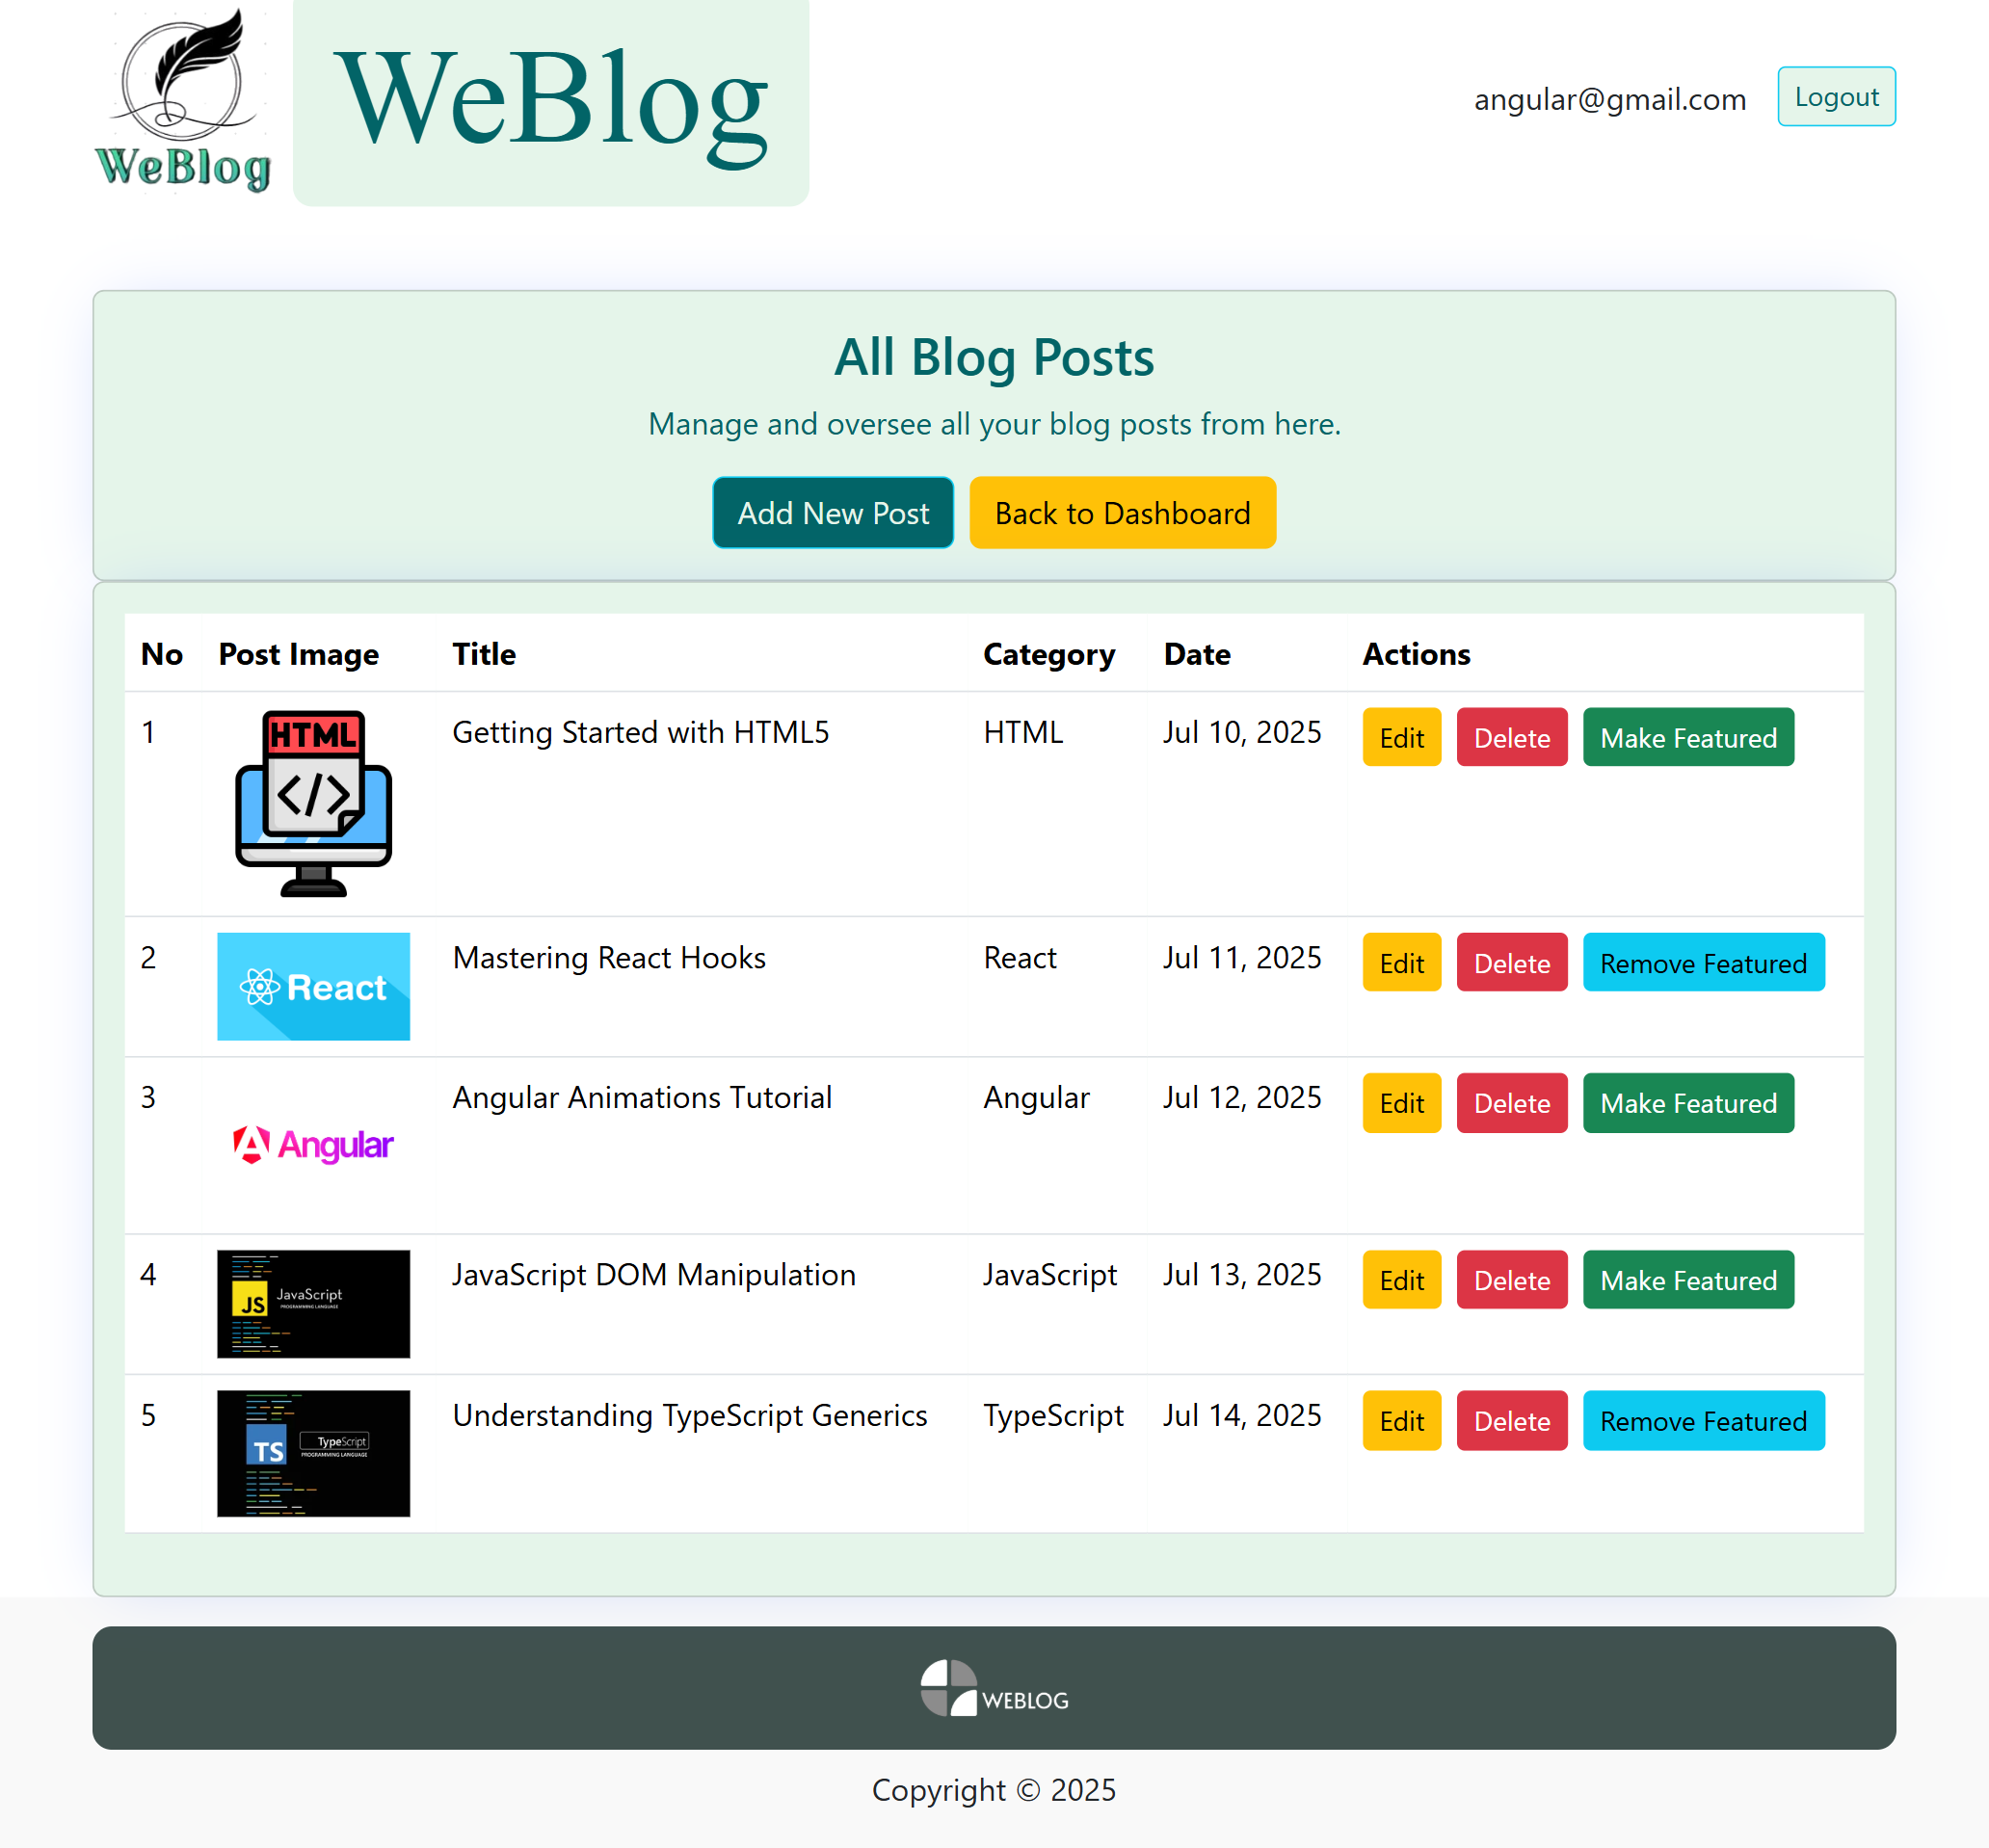 WeBlog
WeBlog
angular@gmail.com Logout
All Blog Posts
Manage and oversee all your blog posts from here.
Add New Post Back to Dashboard
No Post Image Title Category Date Actions
1 HTML </> Getting Started with HTML5 HTML Jul 10, 2025 Edit Delete Make Featured
2 React Mastering React Hooks React Jul 11, 2025 Edit Delete Remove Featured
3 Angular Angular Animations Tutorial Angular Jul 12, 2025 Edit Delete Make Featured
4 JS JavaScript PROGRAMMING LANGUAGE JavaScript DOM Manipulation JavaScript Jul 13, 2025 Edit Delete Make Featured
5 TS TypeScript PROGRAMMING LANGUAGE Understanding TypeScript Generics TypeScript Jul 14, 2025 Edit Delete Remove Featured
WEBLOG
Copyright © 2025